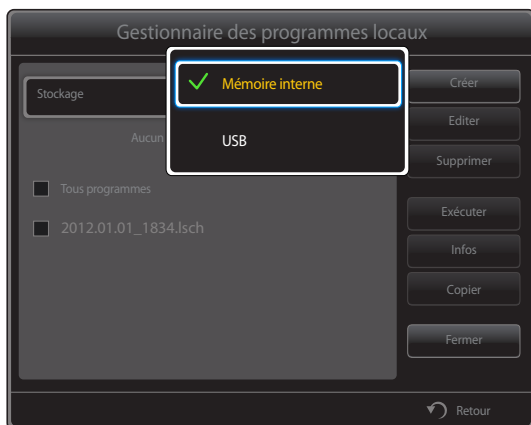 Gestionnaire des programmes locaux
Stockage
Mémoire interne
USB
Aucun
Tous programmes
2012.01.01_1834.lsch
Créer
Editer
Supprimer
Exécuter
Infos
Copier
Fermer
Retour